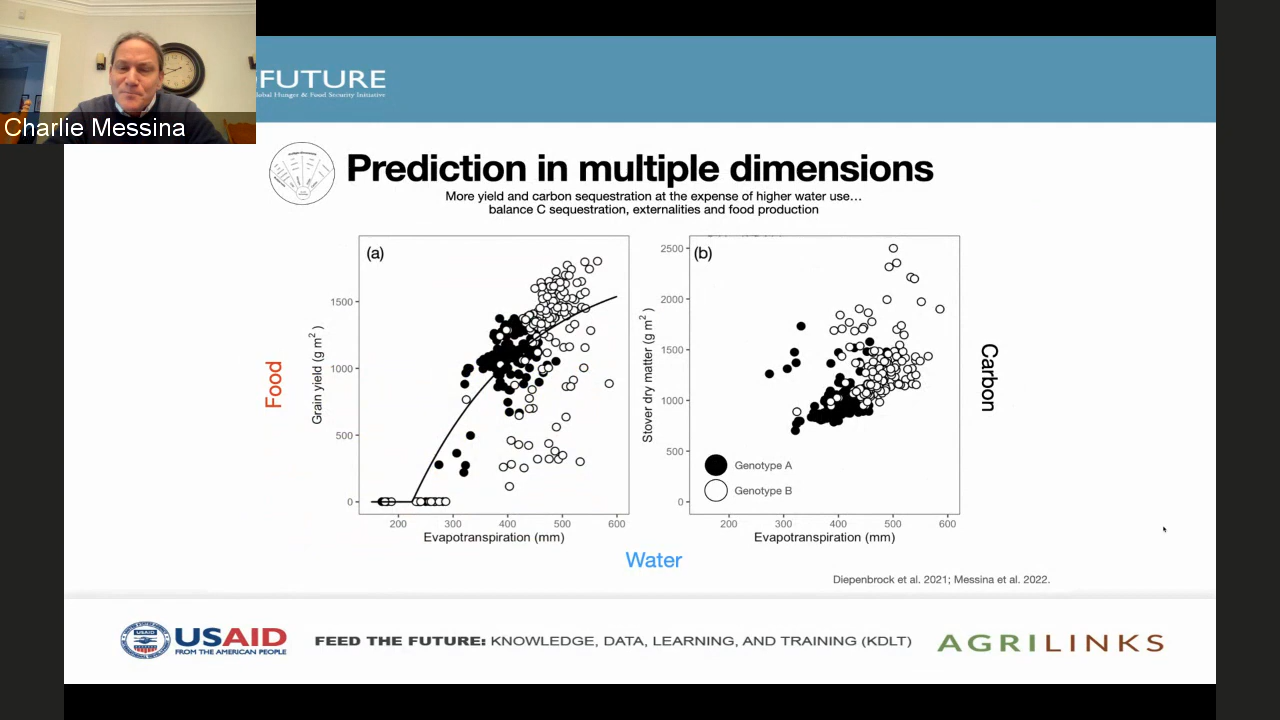 Charlie Messina
FUTURE
Global Hunger & Food Security Initiative
Prediction in multiple dimensions
More yield and carbon sequestration at the expense of higher water use…
balance C sequestration, externalities and food production
(a)
Food
Grain yield (g m2 )
1500
1000
500
0
200 300 400 500 600
Evapotranspiration (mm)
(b)
Carbon
Stover dry matter (g m2 )
2500
2000
1500
1000
500
0
Genotype A
Genotype B
200 300 400 500 600
Evapotranspiration (mm)
Water
Diepenbrock et al. 2021; Messina et al. 2022.
USAID
FROM THE AMERICAN PEOPLE
FEED THE FUTURE: KNOWLEDGE, DATA, LEARNING, AND TRAINING (KDLT)
AGRILINKS